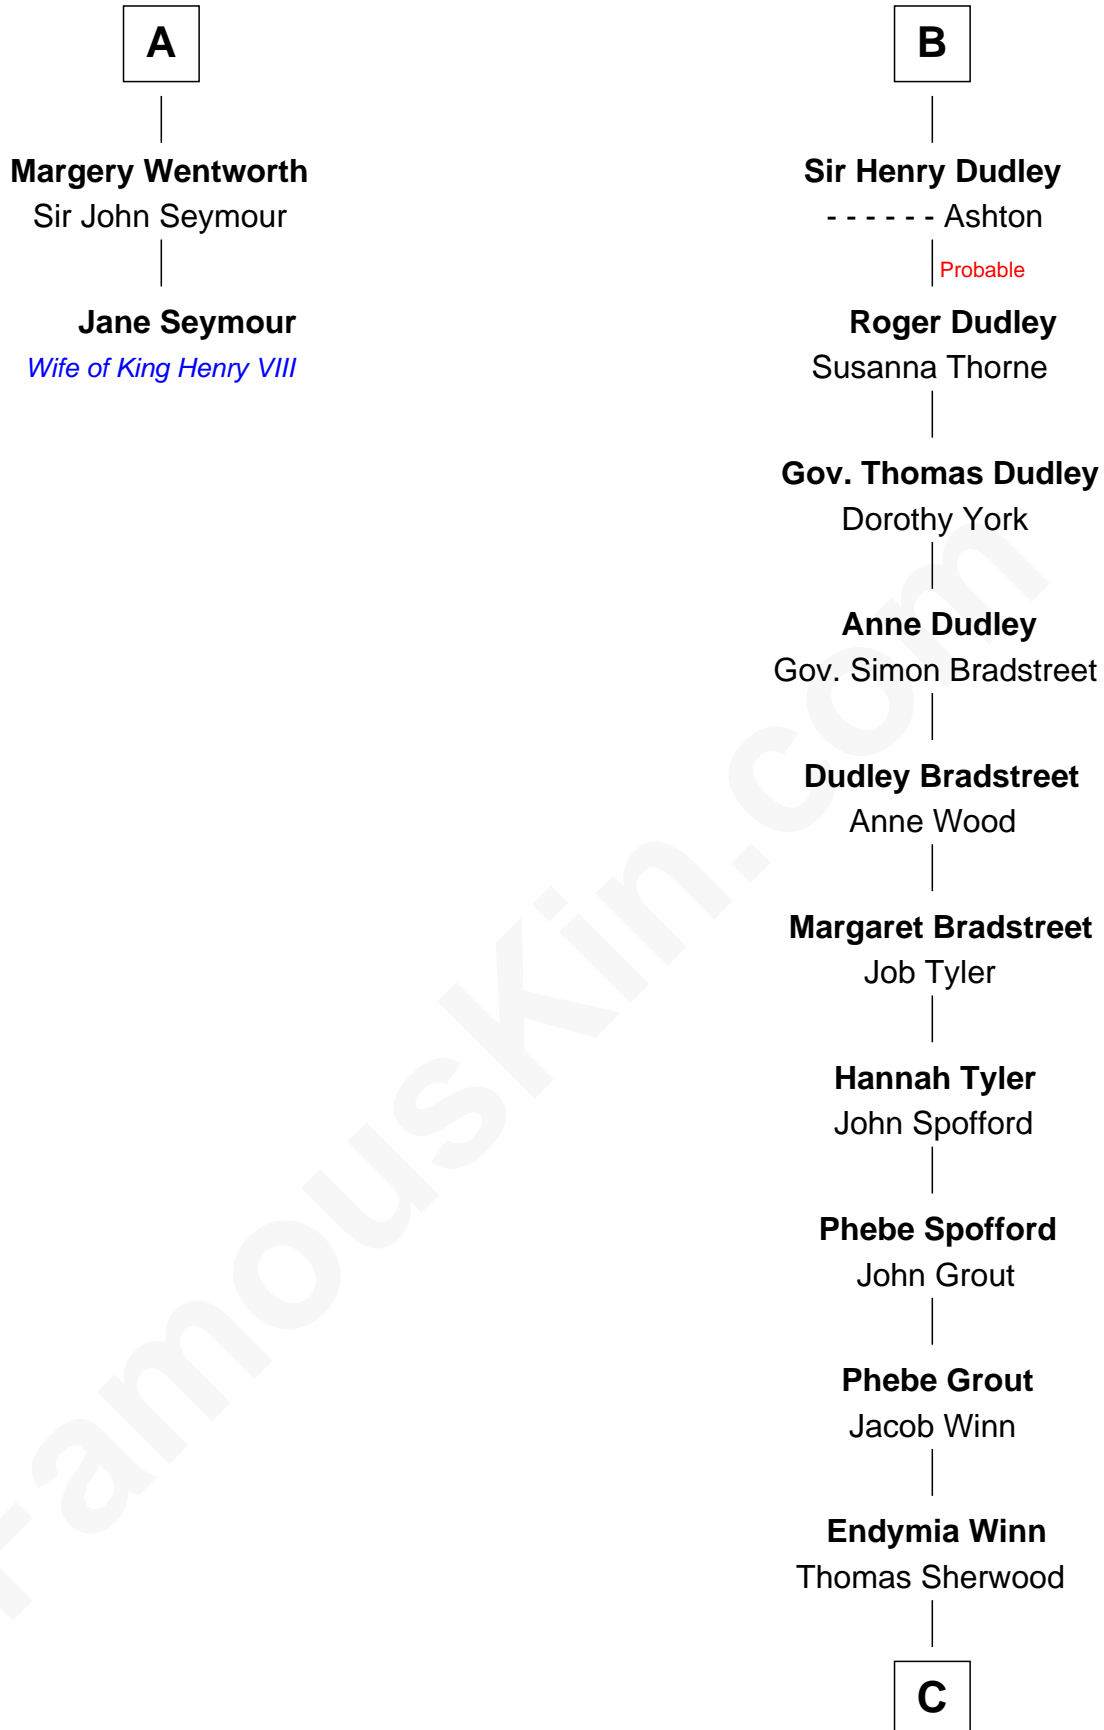 A
Margery Wentworth
Sir John Seymour
Jane Seymour
Wife of King Henry VIII
B
Sir Henry Dudley
- - - - - - Ashton
Probable
Roger Dudley
Susanna Thorne
Gov. Thomas Dudley
Dorothy York
Anne Dudley
Gov. Simon Bradstreet
Dudley Bradstreet
Anne Wood
Margaret Bradstreet
Job Tyler
Hannah Tyler
John Spofford
Phebe Spofford
John Grout
Phebe Grout
Jacob Winn
Endymia Winn
Thomas Sherwood
C
FamousKin.com